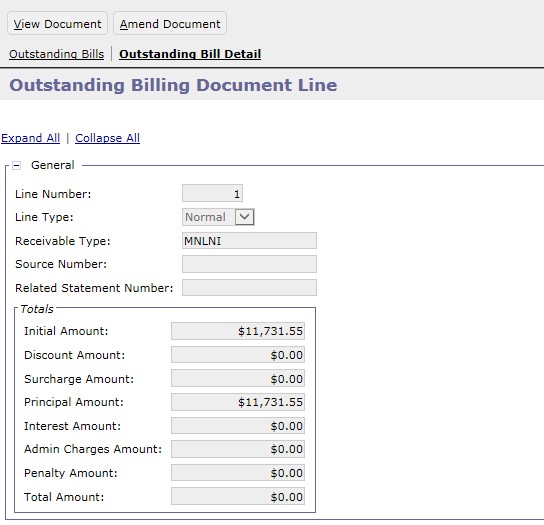 View Document Amend Document
Outstanding Bills | Outstanding Bill Detail
Outstanding Billing Document Line
Expand All | Collapse All
General
Line Number: 1
Line Type: Normal
Receivable Type: MNLNI
Source Number:
Related Statement Number:
Totals
Initial Amount: $11,731.55
Discount Amount: $0.00
Surcharge Amount: $0.00
Principal Amount: $11,731.55
Interest Amount: $0.00
Admin Charges Amount: $0.00
Penalty Amount: $0.00
Total Amount: $0.00